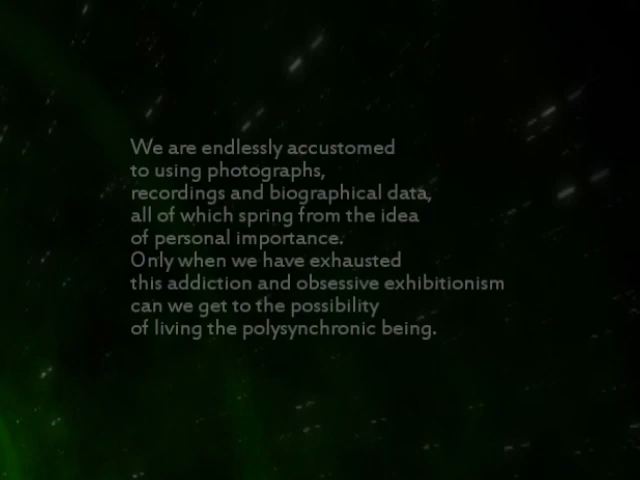 We are endlessly accustomed
to using photographs,
recordings and biographical data,
all of which spring from the idea
of personal importance.
Only when we have exhausted
this addiction and obsessive exhibitionism
can we get to the possibility
of living the polysynchronic being.